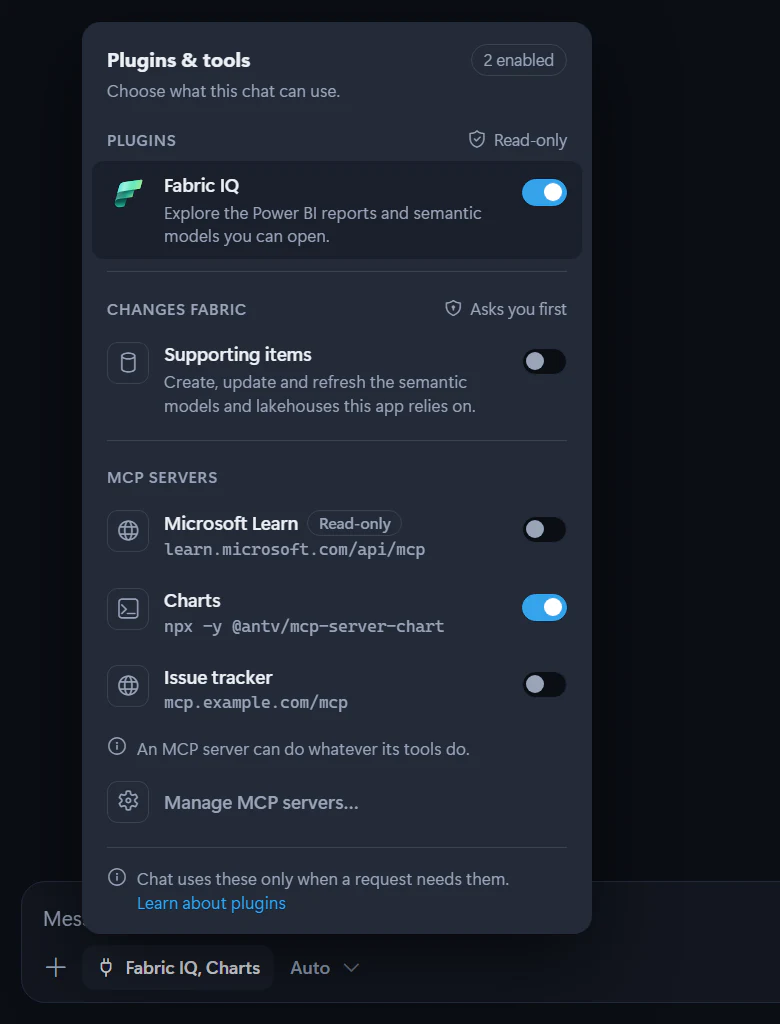 Plugins & tools
2 enabled
Choose what this chat can use.
PLUGINS
Read-only
Fabric IQ
Explore the Power BI reports and semantic
models you can open.
CHANGES FABRIC
Asks you first
Supporting items
Create, update and refresh the semantic
models and lakehouses this app relies on.
MCP SERVERS
Microsoft Learn
Read-only
learn.microsoft.com/api/mcp
Charts
npx -y @antv/mcp-server-chart
Issue tracker
mcp.example.com/mcp
An MCP server can do whatever its tools do.
Manage MCP servers...
Chat uses these only when a request needs them.
Learn about plugins
Mes
Fabric IQ, Charts
Auto